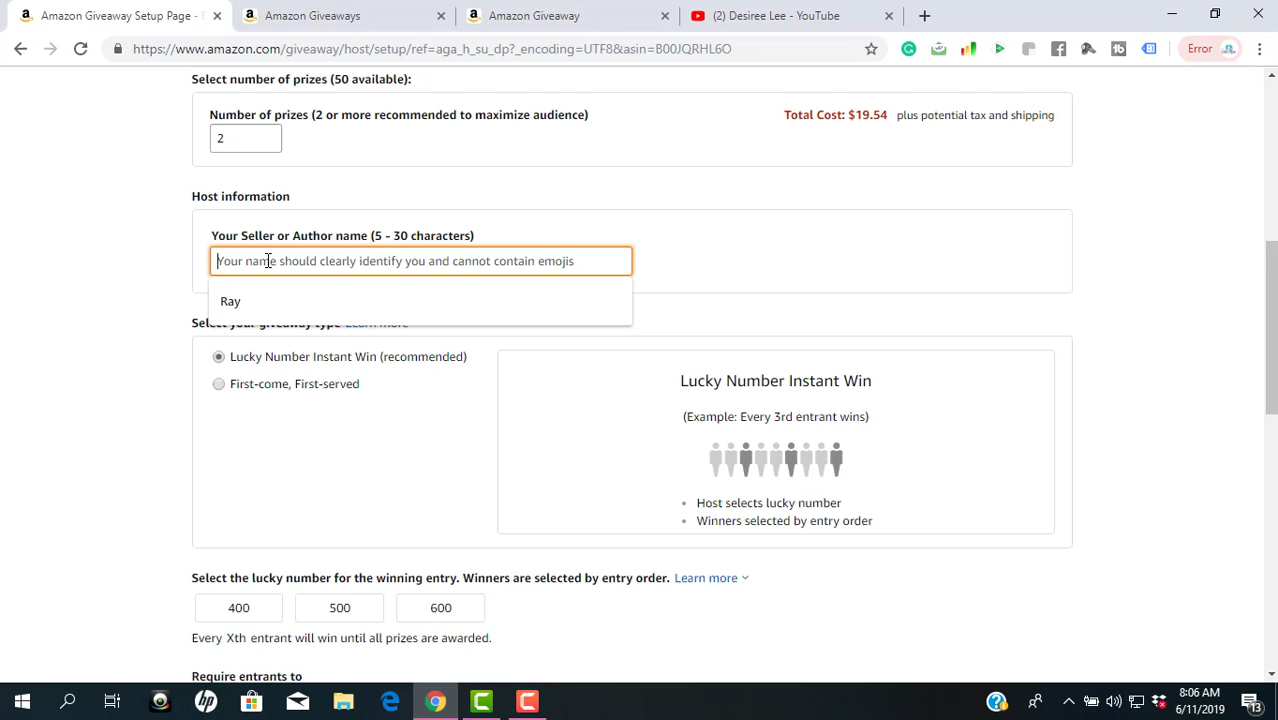 Amazon Giveaway Setup Page -
Amazon Giveaways
Amazon Giveaway
(2) Desiree Lee - YouTube
https://www.amazon.com/giveaway/host/setup/ref=aga_h_su_dp?_encoding=UTF8&asin=B00JQRHL6O
Error
Select number of prizes (50 available):
Number of prizes (2 or more recommended to maximize audience)
Total Cost: $19.54 plus potential tax and shipping
2
Host information
Your Seller or Author name (5 - 30 characters)
Your name should clearly identify you and cannot contain emojis
Ray
Select your giveaway type Learn more
Lucky Number Instant Win (recommended)
First-come, First-served
Lucky Number Instant Win
(Example: Every 3rd entrant wins)
• Host selects lucky number
• Winners selected by entry order
Select the lucky number for the winning entry. Winners are selected by entry order. Learn more
400 500 600
Every Xth entrant will win until all prizes are awarded.
Require entrants to
8:06 AM
6/11/2019
13